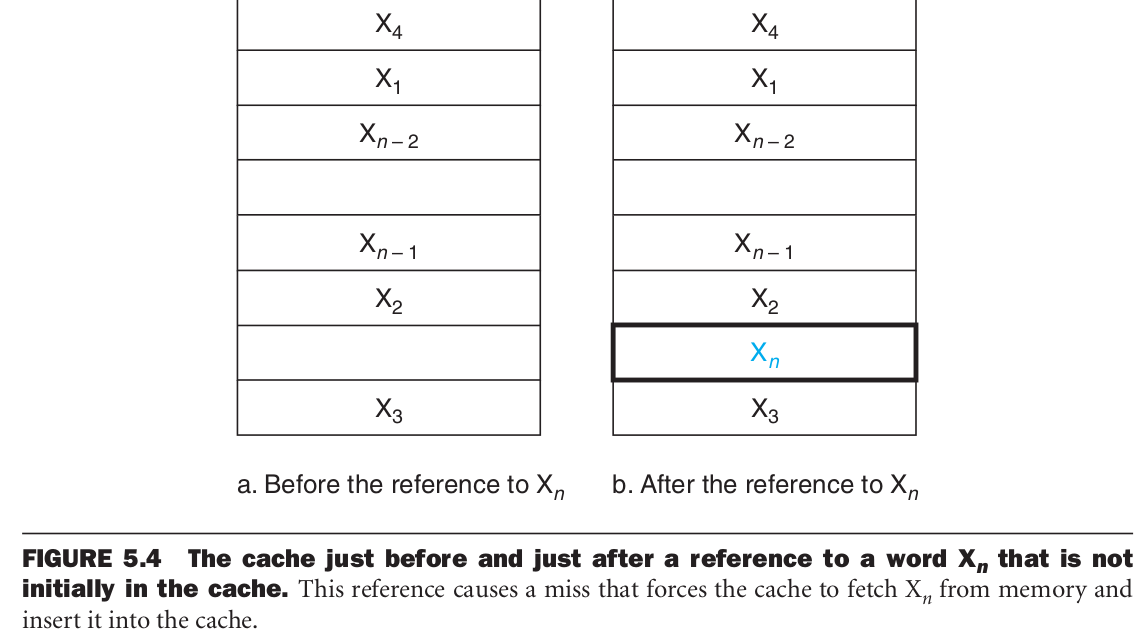 X4 X4
X1 X1
Xn–2 Xn–2
Xn–1 Xn–1
X2 X2
Xn
X3 X3
a. Before the reference to Xn b. After the reference to Xn
FIGURE 5.4 The cache just before and just after a reference to a word Xn that is not
initially in the cache. This reference causes a miss that forces the cache to fetch Xn from memory and
insert it into the cache.